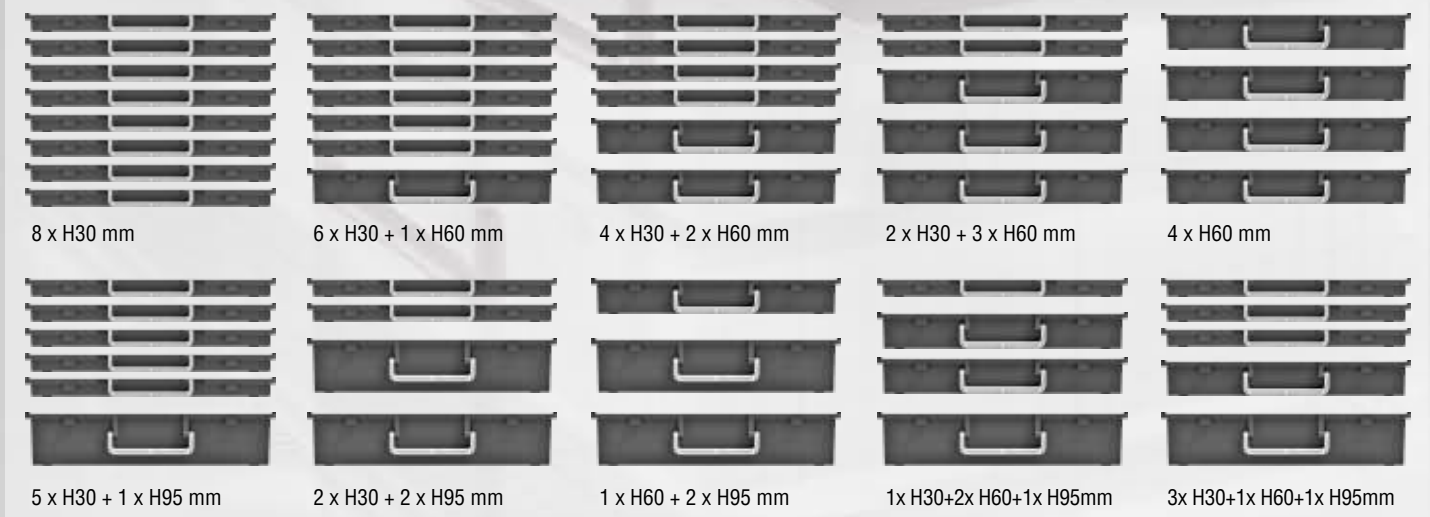 8 x H30 mm
6 x H30 + 1 x H60 mm
4 x H30 + 2 x H60 mm
2 x H30 + 3 x H60 mm
4 x H60 mm
5 x H30 + 1 x H95 mm
2 x H30 + 2 x H95 mm
1 x H60 + 2 x H95 mm
1x H30+2x H60+1x H95mm
3x H30+1x H60+1x H95mm